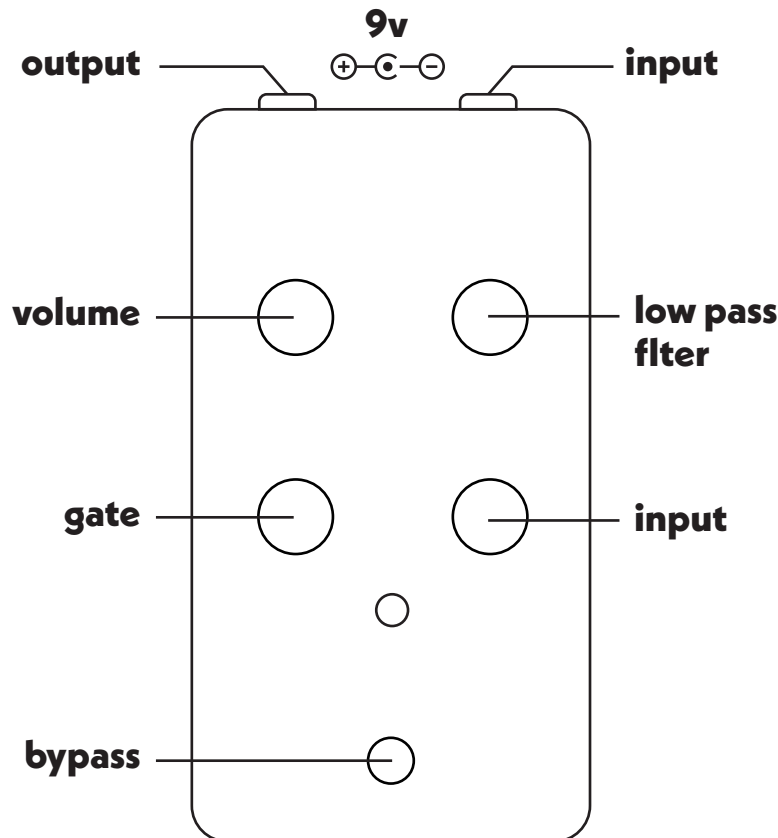 9v
output
input
volume
low pass
flter
gate
input
bypass